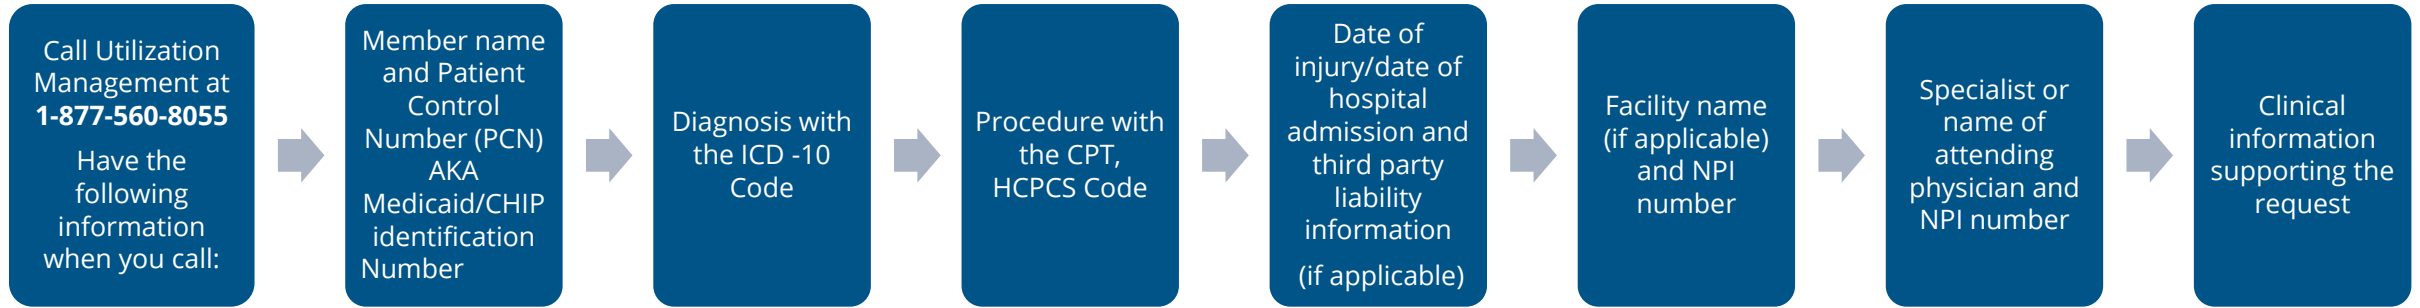 Call Utilization
Management at
1-877-560-8055
Have the
following
information
when you call:
Member name
and Patient
Control
Number (PCN)
AKA
Medicaid/CHIP
identification
Number
Diagnosis with
the ICD -10
Code
Procedure with
the CPT,
HCPCS Code
Date of
injury/date of
hospital
admission and
third party
liability
information
(if applicable)
Facility name
(if applicable)
and NPI
number
Specialist or
name of
attending
physician and
NPI number
Clinical
information
supporting the
request